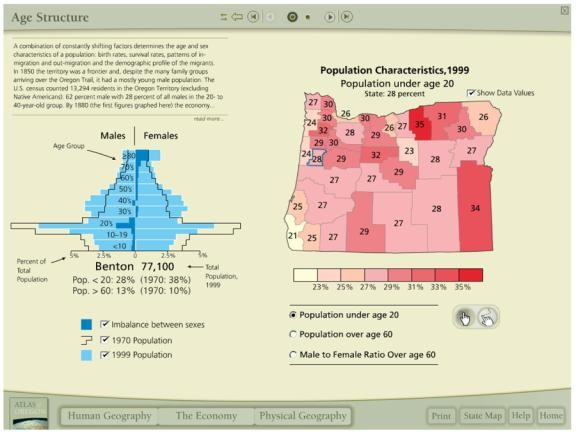 Age Structure
A combination of constantly shifting factors determines the age and sex
characteristics of a population: birth rates, survival rates, patterns of in-
migration and out-migration and the demographic profile of the migrants.
In 1850 the territory was a frontier and, despite the many family groups
arriving over the Oregon Trail, it had a mostly young male population. The
U.S. census counted 13,294 residents in the Oregon Territory (excluding
Native Americans): 62 percent male with 28 percent of all males in the 20- to
40-year-old group. By 1880 (the first figures graphed here) the economy...
read more...
Males Females
Age Group
≥80
70's
60's
50's
40's
30's
20's
10–19
<10
5% 2.5% 0 2.5% 5%
Percent of
Total
Population
Benton 77,100
Total
Population,
1999
Pop. < 20: 28% (1970: 38%)
Pop. > 60: 13% (1970: 10%)
Imbalance between sexes
1970 Population
1999 Population
Population Characteristics,1999
Population under age 20
State: 28 percent
Show Data Values
27 30 26 30 35 31 26
24 32 28 29 26 27 30
29 30 23 27
24 28 29 32 28
27 27 29
25 27 28 34
21 25 27 29 27
23% 25% 27% 29% 31% 33% 35%
Population under age 20
Population over age 60
Male to Female Ratio Over age 60
ATLAS
OREGON
Human Geography The Economy Physical Geography
Print State Map Help Home